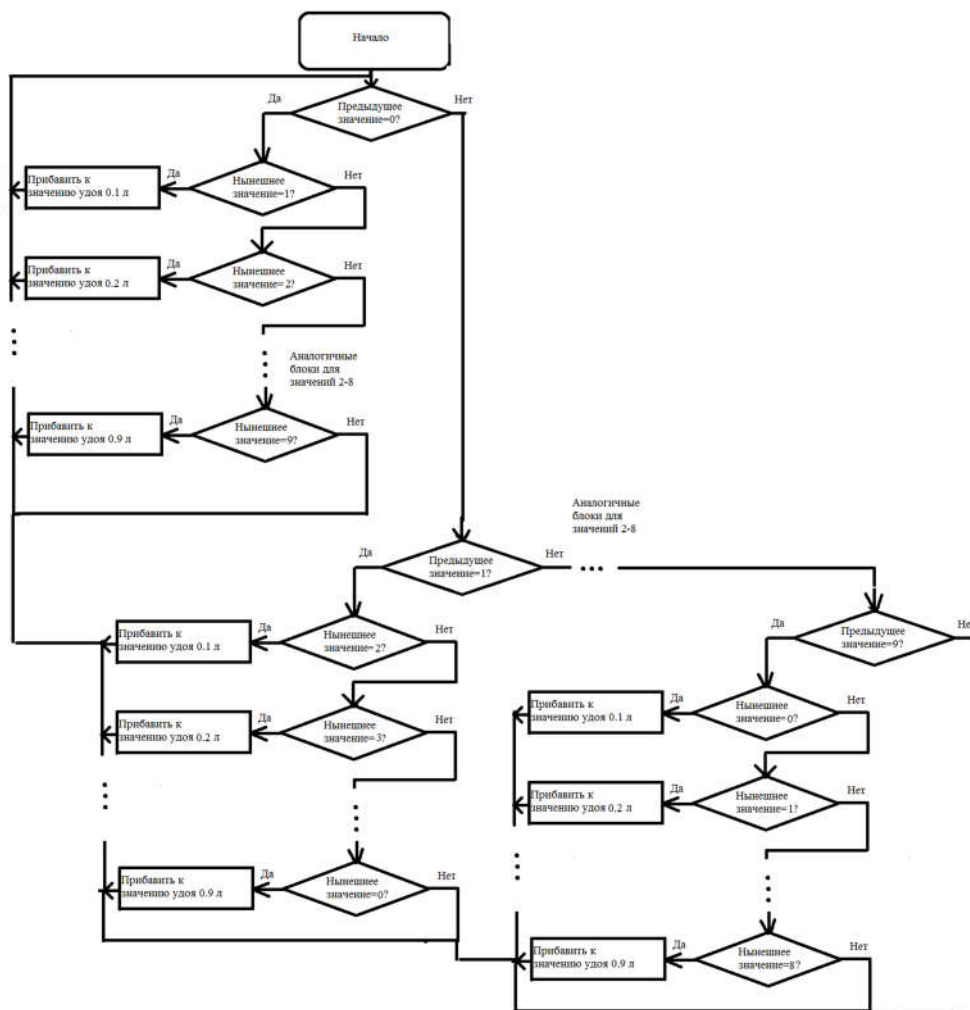 Начало
Да
Предыдущее
значение=0?
Нет
Прибавить к
значению удоя 0.1 л
Да
Нынешнее
значение=1?
Нет
Прибавить к
значению удоя 0.2 л
Да
Нынешнее
значение=2?
Нет
Аналогичные
блоки для
значений 2-8
Прибавить к
значению удоя 0.9 л
Да
Нынешнее
значение=9?
Нет
Аналогичные
блоки для
значений 2-8
Да
Предыдущее
значение=1?
Нет
Прибавить к
значению удоя 0.1 л
Да
Нынешнее
значение=2?
Нет
Да
Предыдущее
значение=9?
Не
Прибавить к
значению удоя 0.2 л
Да
Нынешнее
значение=3?
Нет
Прибавить к
значению удоя 0.1 л
Да
Нынешнее
значение=0?
Нет
Прибавить к
значению удоя 0.2 л
Да
Нынешнее
значение=1?
Нет
Прибавить к
значению удоя 0.9 л
Да
Нынешнее
значение=0?
Нет
Прибавить к
значению удоя 0.9 л
Да
Нынешнее
значение=8?
Нет